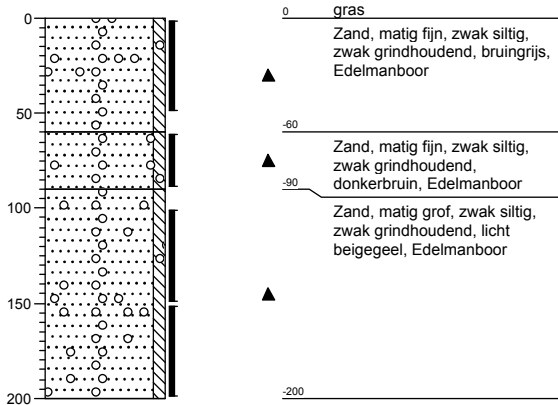 0
50
100
150
200
0
gras
Zand, matig fijn, zwak siltig,
zwak grindhoudend, bruingrijs,
Edelmanboor
-60
Zand, matig fijn, zwak siltig,
zwak grindhoudend,
donkerbruin, Edelmanboor
-90
Zand, matig grof, zwak siltig,
zwak grindhoudend, licht
beigegeel, Edelmanboor
-200